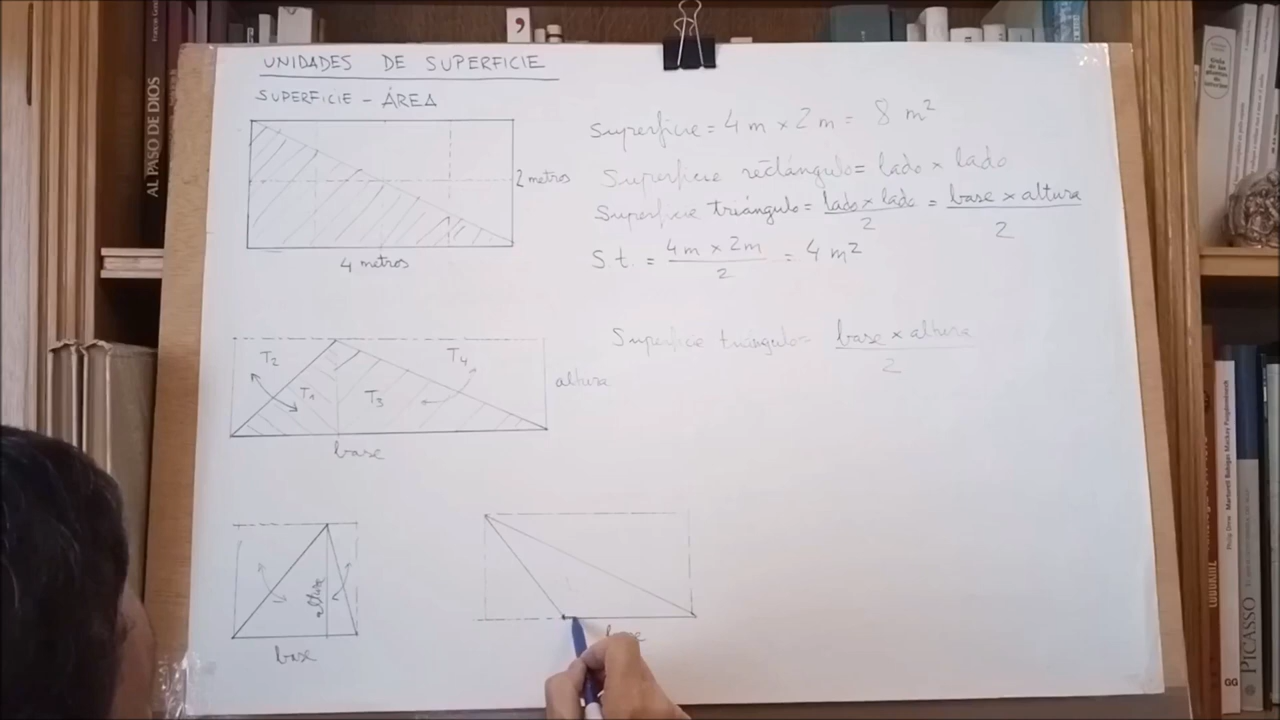 UNIDADES DE SUPERFICIE
SUPERFICIE - ÁREA
2 metros
4 metros
Superficie = 4 m × 2 m = 8 m²
Superficie rectángulo = lado × lado
Superficie triángulo = lado × lado / 2 = base × altura / 2
S.t. = 4 m × 2 m / 2 = 4 m²
T2
T1
T3
T4
altura
base
Superficie triángulo = base × altura / 2
altura
base
AL PASO DE DIOS
PICASSO
GG